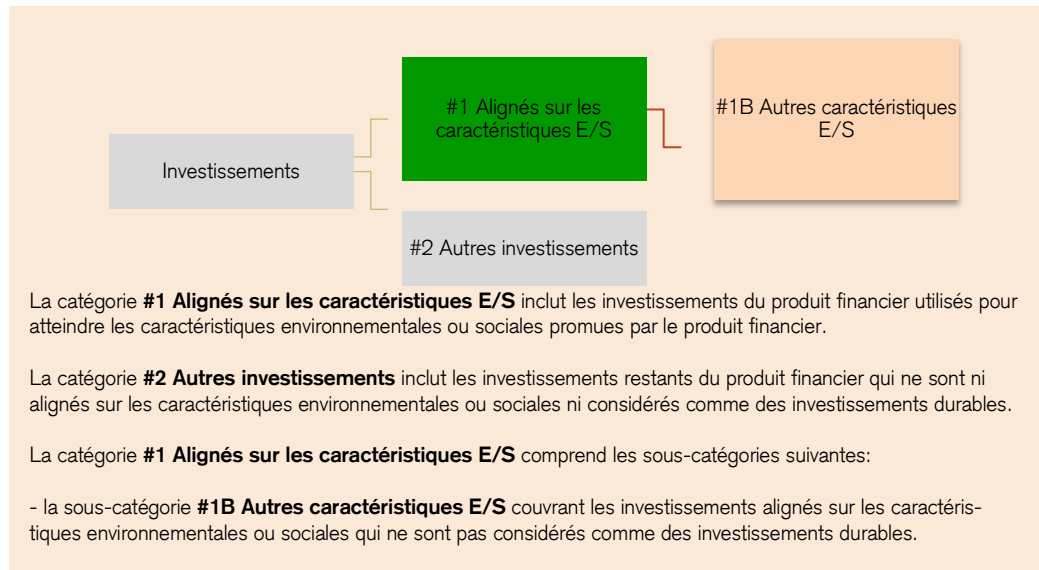 #1 Alignés sur les
caractéristiques E/S
#1B Autres caractéristiques
E/S
Investissements
#2 Autres investissements
La catégorie #1 Alignés sur les caractéristiques E/S inclut les investissements du produit financier utilisés pour
atteindre les caractéristiques environnementales ou sociales promues par le produit financier.
La catégorie #2 Autres investissements inclut les investissements restants du produit financier qui ne sont ni
alignés sur les caractéristiques environnementales ou sociales ni considérés comme des investissements durables.
La catégorie #1 Alignés sur les caractéristiques E/S comprend les sous-catégories suivantes:
- la sous-catégorie #1B Autres caractéristiques E/S couvrant les investissements alignés sur les caractéris-
tiques environnementales ou sociales qui ne sont pas considérés comme des investissements durables.